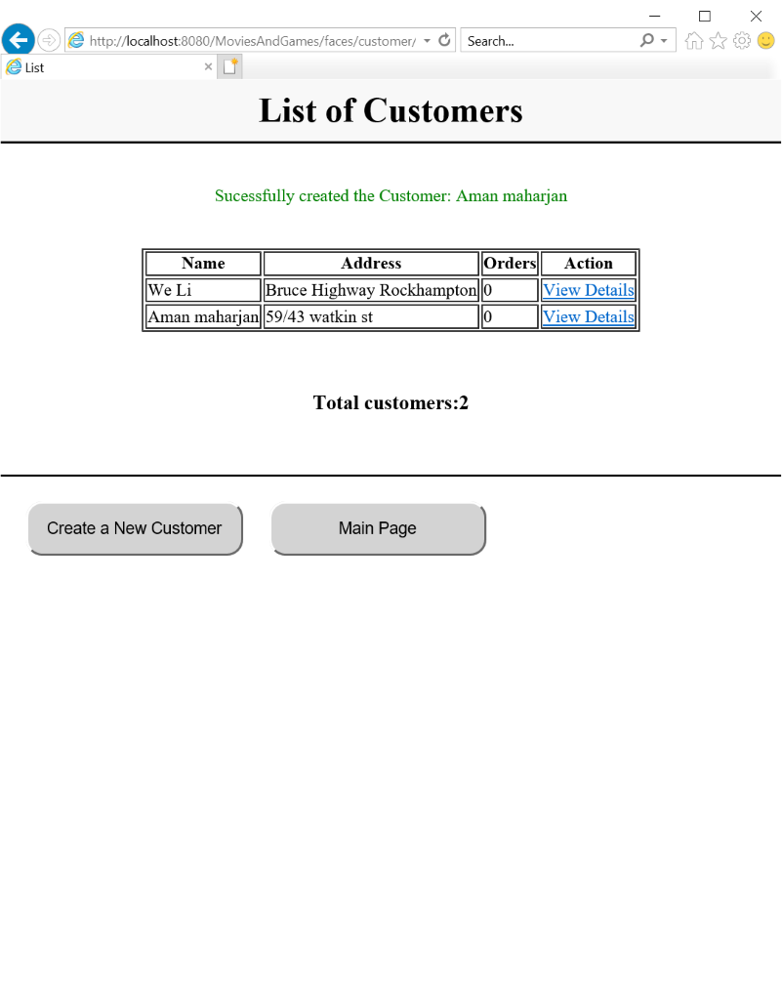 http://localhost:8080/MoviesAndGames/faces/customer/
Search...
List
List of Customers
Sucessfully created the Customer: Aman maharjan
Name Address Orders Action
We Li Bruce Highway Rockhampton 0 View Details
Aman maharjan 59/43 watkin st 0 View Details
Total customers:2
Create a New Customer Main Page